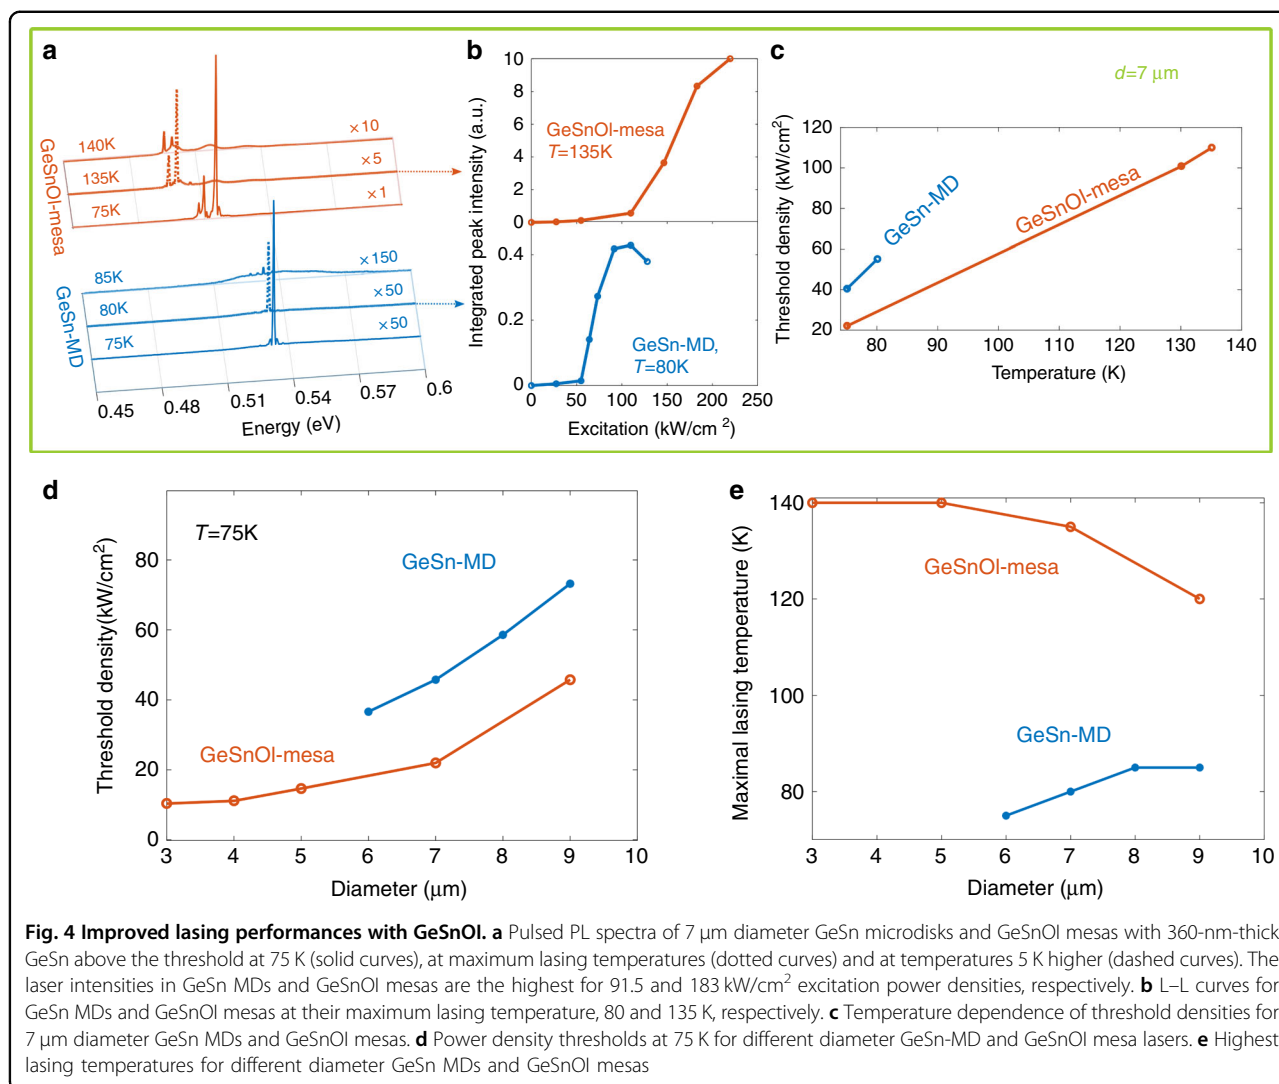 a
GeSnOI-mesa
140K
×10
135K
×5
75K
×1
GeSn-MD
85K
×150
80K
×50
75K
×50
0.45
0.48
0.51
0.54
0.57
0.6
Energy (eV)
b
Integrated peak intensity (a.u.)
10
8
6
4
2
0
GeSnOI-mesa
T=135K
0.4
0.2
0
GeSn-MD,
T=80K
0 50 100 150 200 250
Excitation (kW/cm 2)
c
d=7 μm
Threshold density (kW/cm2)
120
100
80
60
40
20
GeSn-MD
GeSnOI-mesa
80 90 100 110 120 130 140
Temperature (K)
d
T=75K
Threshold density(kW/cm2)
80
60
40
20
0
GeSn-MD
GeSnOI-mesa
3 4 5 6 7 8 9 10
Diameter (μm)
e
Maximal lasing temperature (K)
140
120
100
80
GeSnOI-mesa
GeSn-MD
3 4 5 6 7 8 9 10
Diameter (μm)
Fig. 4 Improved lasing performances with GeSnOI. a Pulsed PL spectra of 7 μm diameter GeSn microdisks and GeSnOI mesas with 360-nm-thick
GeSn above the threshold at 75 K (solid curves), at maximum lasing temperatures (dotted curves) and at temperatures 5 K higher (dashed curves). The
laser intensities in GeSn MDs and GeSnOI mesas are the highest for 91.5 and 183 kW/cm2 excitation power densities, respectively. b L–L curves for
GeSn MDs and GeSnOI mesas at their maximum lasing temperature, 80 and 135 K, respectively. c Temperature dependence of threshold densities for
7 μm diameter GeSn MDs and GeSnOI mesas. d Power density thresholds at 75 K for different diameter GeSn-MD and GeSnOI mesa lasers. e Highest
lasing temperatures for different diameter GeSn MDs and GeSnOI mesas